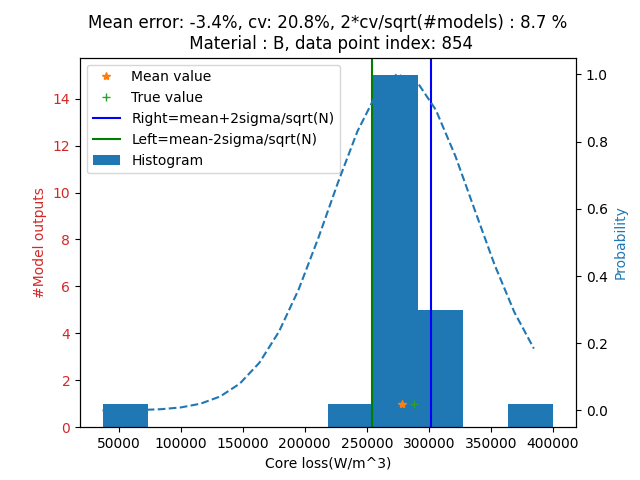 Mean error: -3.4%, cv: 20.8%, 2*cv/sqrt(#models) : 8.7 %
Material : B, data point index: 854
Mean value
True value
Right=mean+2sigma/sqrt(N)
Left=mean-2sigma/sqrt(N)
Histogram
14
12
10
8
6
4
2
0
#Model outputs
1.0
0.8
0.6
0.4
0.2
0.0
Probability
50000 100000 150000 200000 250000 300000 350000 400000
Core loss(W/m^3)